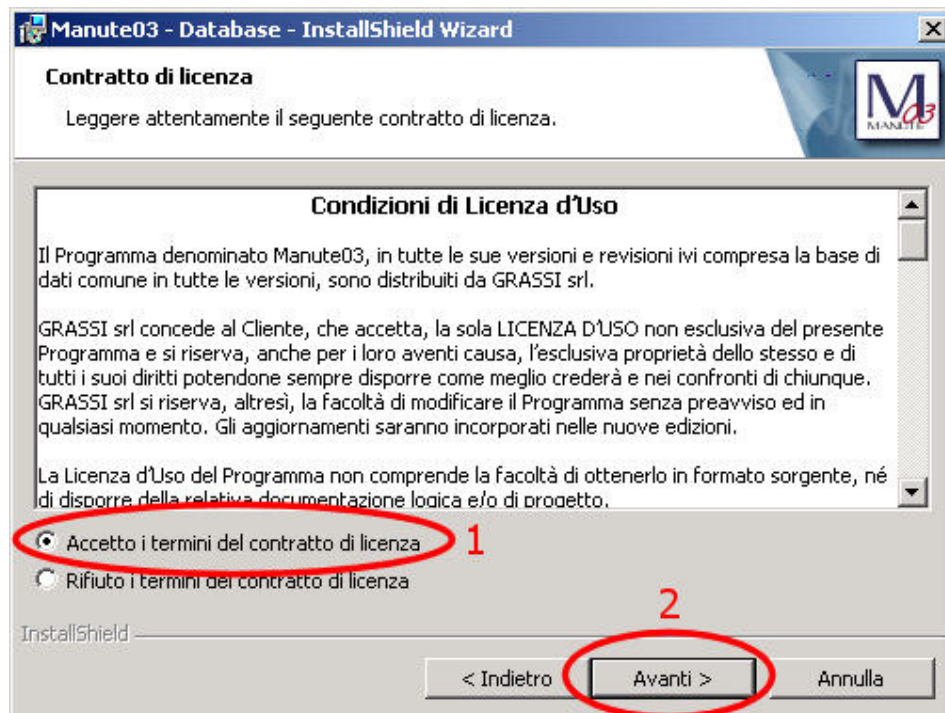 Manute03 - Database - InstallShield Wizard
Contratto di licenza
Leggere attentamente il seguente contratto di licenza.
M03
MANUTE
Condizioni di Licenza d'Uso
Il Programma denominato Manute03, in tutte le sue versioni e revisioni ivi compresa la base di
dati comune in tutte le versioni, sono distribuiti da GRASSI srl.
GRASSI srl concede al Cliente, che accetta, la sola LICENZA D'USO non esclusiva del presente
Programma e si riserva, anche per i loro aventi causa, l'esclusiva proprietà dello stesso e di
tutti i suoi diritti potendone sempre disporre come meglio crederà e nei confronti di chiunque.
GRASSI srl si riserva, altresì, la facoltà di modificare il Programma senza preavviso ed in
qualsiasi momento. Gli aggiornamenti saranno incorporati nelle nuove edizioni.
La Licenza d'Uso del Programma non comprende la facoltà di ottenerlo in formato sorgente, né
di disporre della relativa documentazione logica e/o di progetto.
Accetto i termini del contratto di licenza 1
Rifiuto i termini del contratto di licenza
2
InstallShield
< Indietro Avanti > Annulla